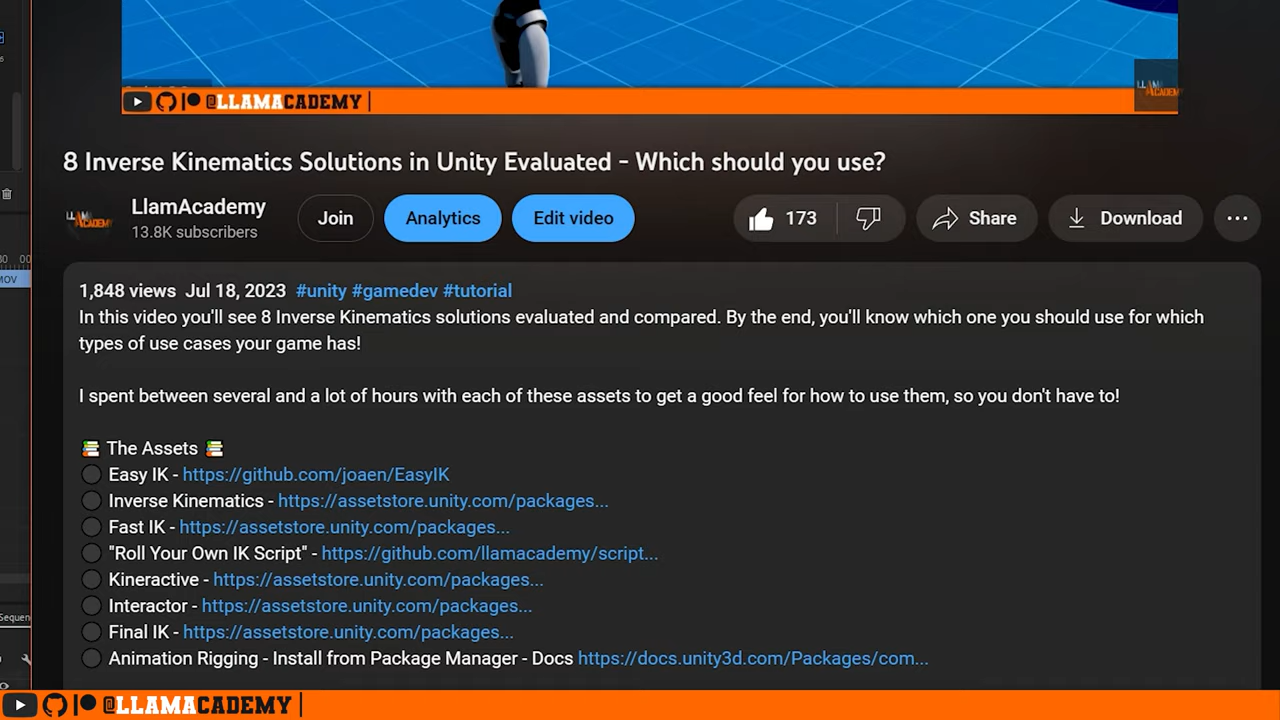 @LLAMACADEMY
LLAMACADEMY
8 Inverse Kinematics Solutions in Unity Evaluated - Which should you use?
LLAMACADEMY
LlamAcademy
13.8K subscribers
Join
Analytics
Edit video
173
Share
Download
1,848 views Jul 18, 2023 #unity #gamedev #tutorial
In this video you'll see 8 Inverse Kinematics solutions evaluated and compared. By the end, you'll know which one you should use for which
types of use cases your game has!
I spent between several and a lot of hours with each of these assets to get a good feel for how to use them, so you don't have to!
The Assets
Easy IK - https://github.com/joaen/EasyIK
Inverse Kinematics - https://assetstore.unity.com/packages...
Fast IK - https://assetstore.unity.com/packages...
"Roll Your Own IK Script" - https://github.com/llamacademy/script...
Kineractive - https://assetstore.unity.com/packages...
Interactor - https://assetstore.unity.com/packages...
Final IK - https://assetstore.unity.com/packages...
Animation Rigging - Install from Package Manager - Docs https://docs.unity3d.com/Packages/com...
@LLAMACADEMY